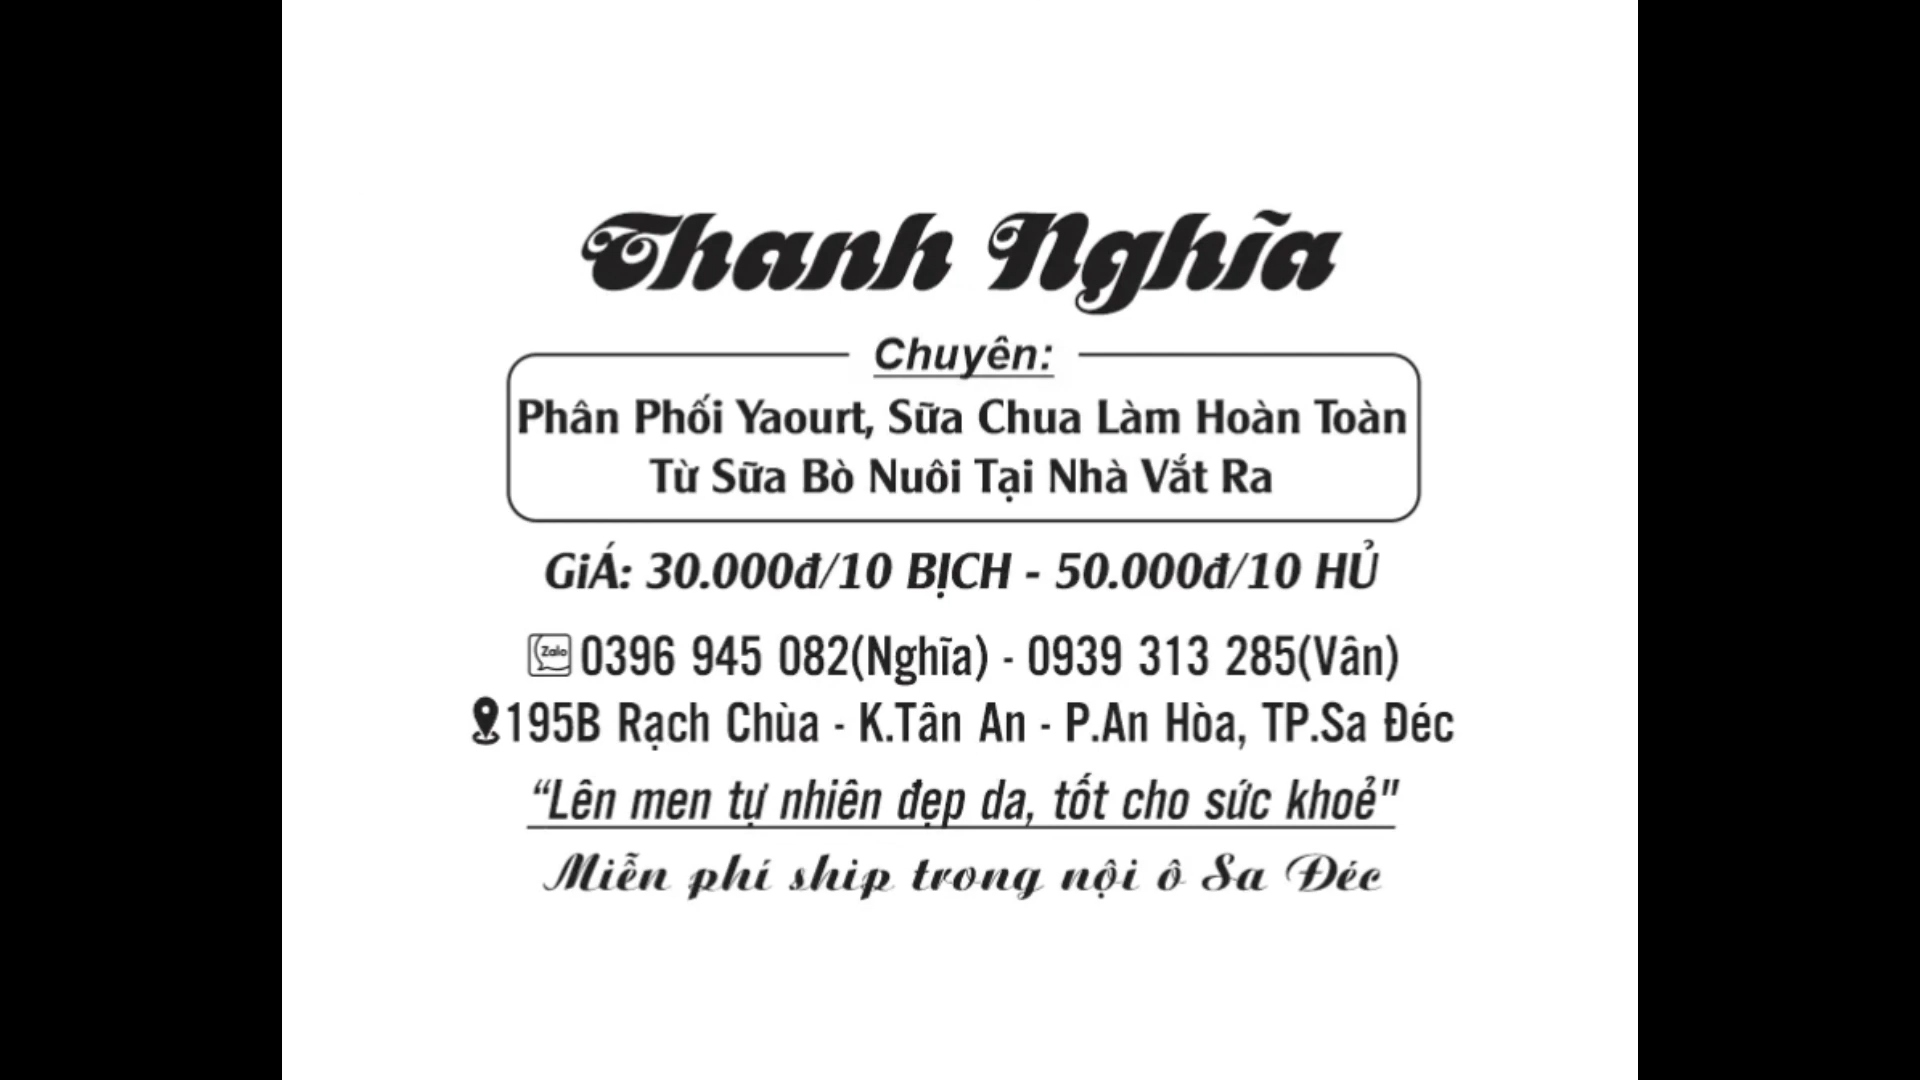 Thanh Nghĩa
Chuyên:
Phân Phối Yaourt, Sữa Chua Làm Hoàn Toàn
Từ Sữa Bò Nuôi Tại Nhà Vắt Ra
GiÁ: 30.000đ/10 BỊCH - 50.000đ/10 HỦ
Zalo 0396 945 082(Nghĩa) - 0939 313 285(Vân)
195B Rạch Chùa - K.Tân An - P.An Hòa, TP.Sa Đéc
“Lên men tự nhiên đẹp da, tốt cho sức khoẻ"
Miễn phí ship trong nội ô Sa Đéc